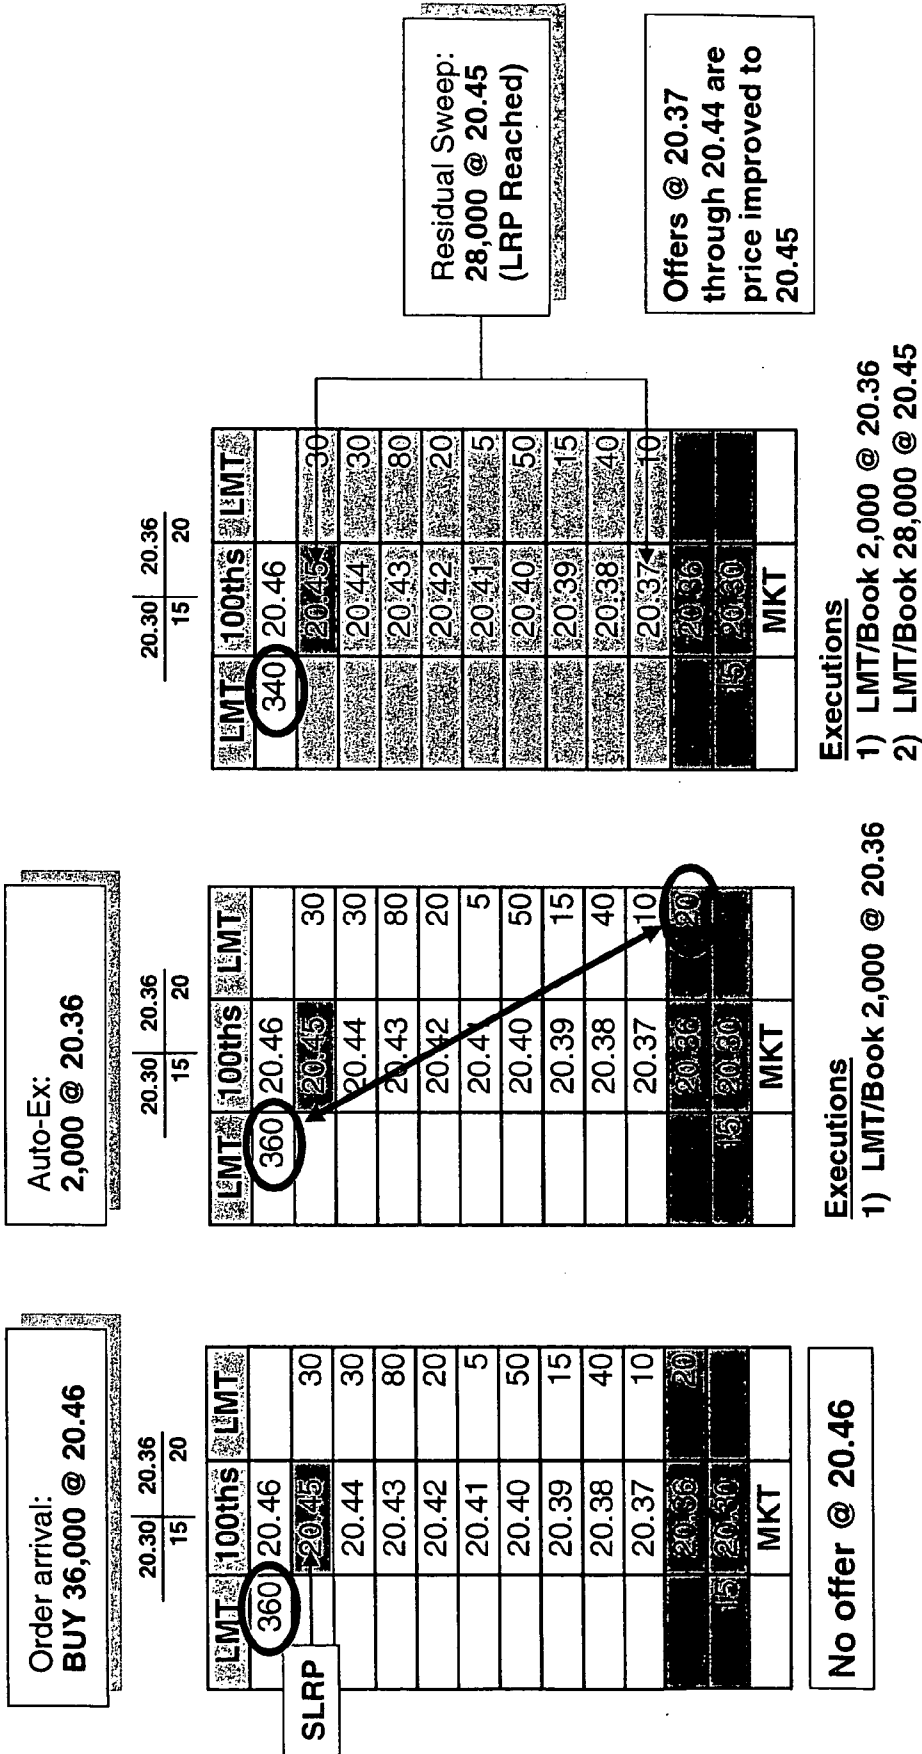 Order arrival:
BUY 36,000 @ 20.46
20.30 20.36
15 20
LMT 100ths LMT
360 20.46
20.45 30
20.44 30
20.43 80
20.42 20
20.41 5
20.40 50
20.39 15
20.38 40
20.37 10
20.36 20
15 20.30
MKT
SLRP
No offer @ 20.46
Auto-Ex:
2,000 @ 20.36
20.30 20.36
15 20
LMT 100ths LMT
360 20.46
20.45 30
20.44 30
20.43 80
20.42 20
20.41 5
20.40 50
20.39 15
20.38 40
20.37 10
20.36 20
15 20.30
MKT
Executions
1) LMT/Book 2,000 @ 20.36
20.30 20.36
15 20
LMT 100ths LMT
340 20.46
20.45 30
20.44 30
20.43 80
20.42 20
20.41 5
20.40 50
20.39 15
20.38 40
20.37 10
20.36
15 20.30
MKT
Executions
1) LMT/Book 2,000 @ 20.36
2) LMT/Book 28,000 @ 20.45
Residual Sweep:
28,000 @ 20.45
(LRP Reached)
Offers @ 20.37
through 20.44 are
price improved to
20.45